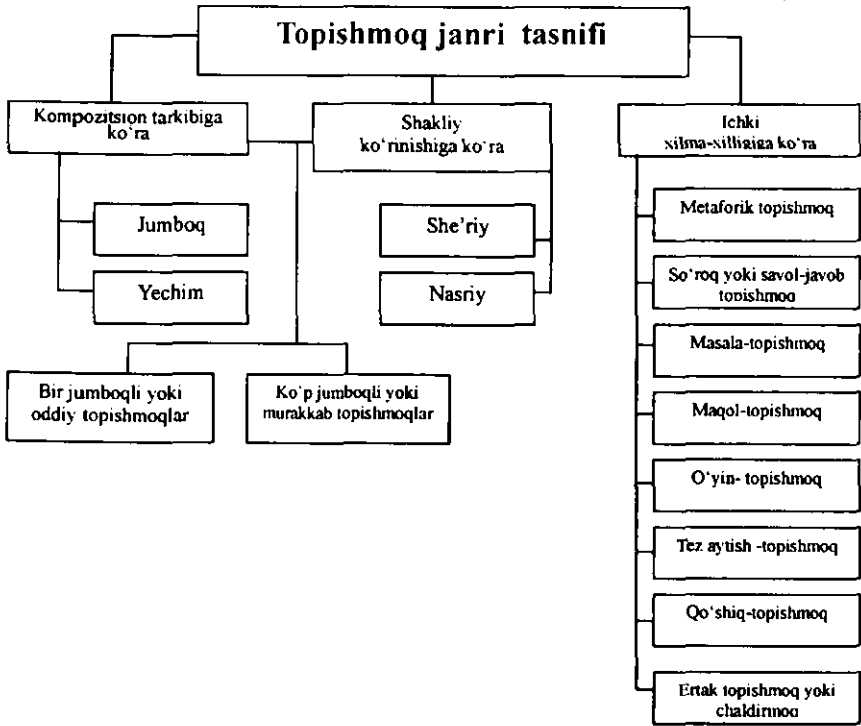 Topishmoq janri tasnifi
Kompozitsion tarkibiga
ko‘ra
Shakliy
ko‘rinishiga ko‘ra
Ichki
xilma-xilligiga ko‘ra
Jumboq
Yechim
She’riy
Nasriy
Bir jumboqli yoki
oddiy topishmoqlar
Ko‘p jumboqli yoki
murakkab topishmoqlar
Metaforik topishmoq
So‘roq yoki savol-javob
topishmoq
Masala-topishmoq
Maqol-topishmoq
O‘yin- topishmoq
Tez aytish -topishmoq
Qo‘shiq-topishmoq
Ertak topishmoq yoki
chaldirmoq